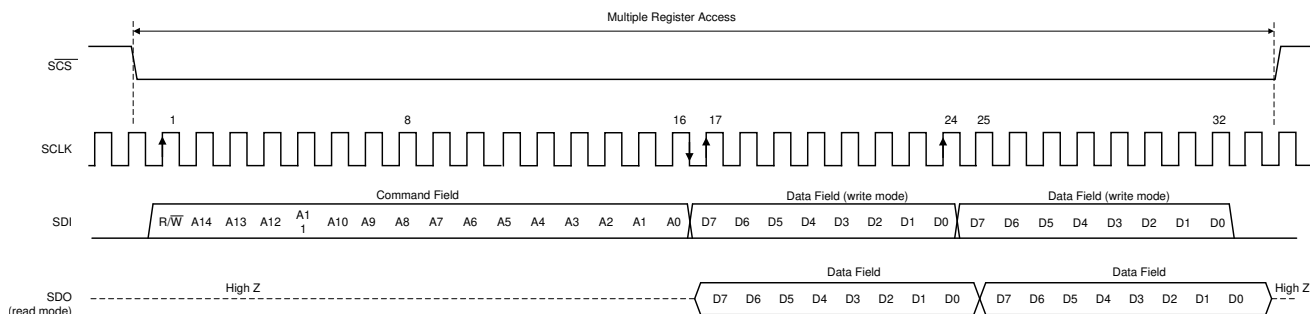 Multiple Register Access
SCS
1 8 16 17 24 25 32
SCLK
Command Field Data Field (write mode) Data Field (write mode)
SDI R/W A14 A13 A12 A1 1 A10 A9 A8 A7 A6 A5 A4 A3 A2 A1 A0 D7 D6 D5 D4 D3 D2 D1 D0 D7 D6 D5 D4 D3 D2 D1 D0
Data Field Data Field
SDO High Z D7 D6 D5 D4 D3 D2 D1 D0 D7 D6 D5 D4 D3 D2 D1 D0 High Z
(read mode)